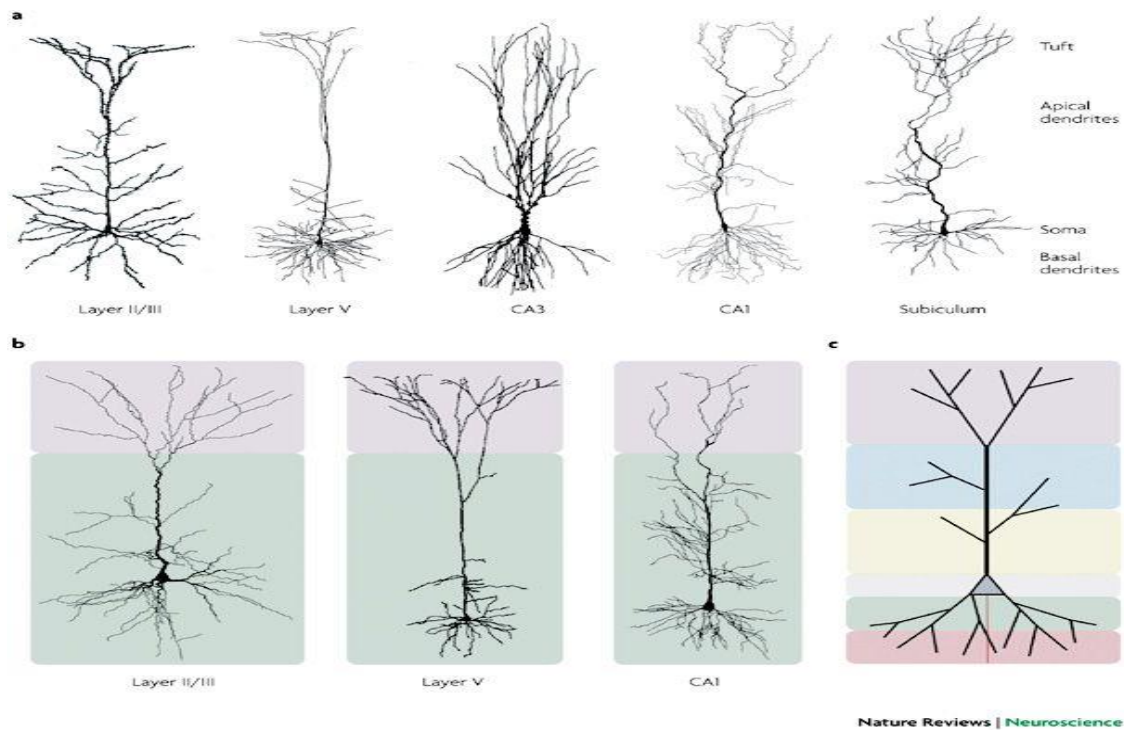 a
Tuft
Apical
dendrites
Soma
Basal
dendrites
Layer II/III
Layer V
CA3
CA1
Subiculum
b
c
Layer II/III
Layer V
CA1
Nature Reviews | Neuroscience